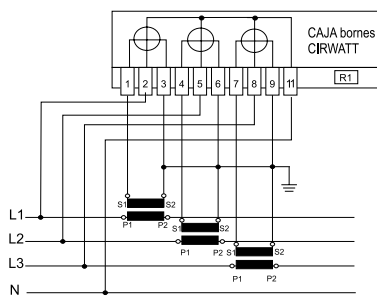 CAJA bornes
CIRWATT
R1
1 2 3 4 5 6 7 8 9 11
S1 S2
L1
P1 P2 S1 S2
L2
P1 P2 S1 S2
L3
P1 P2
N